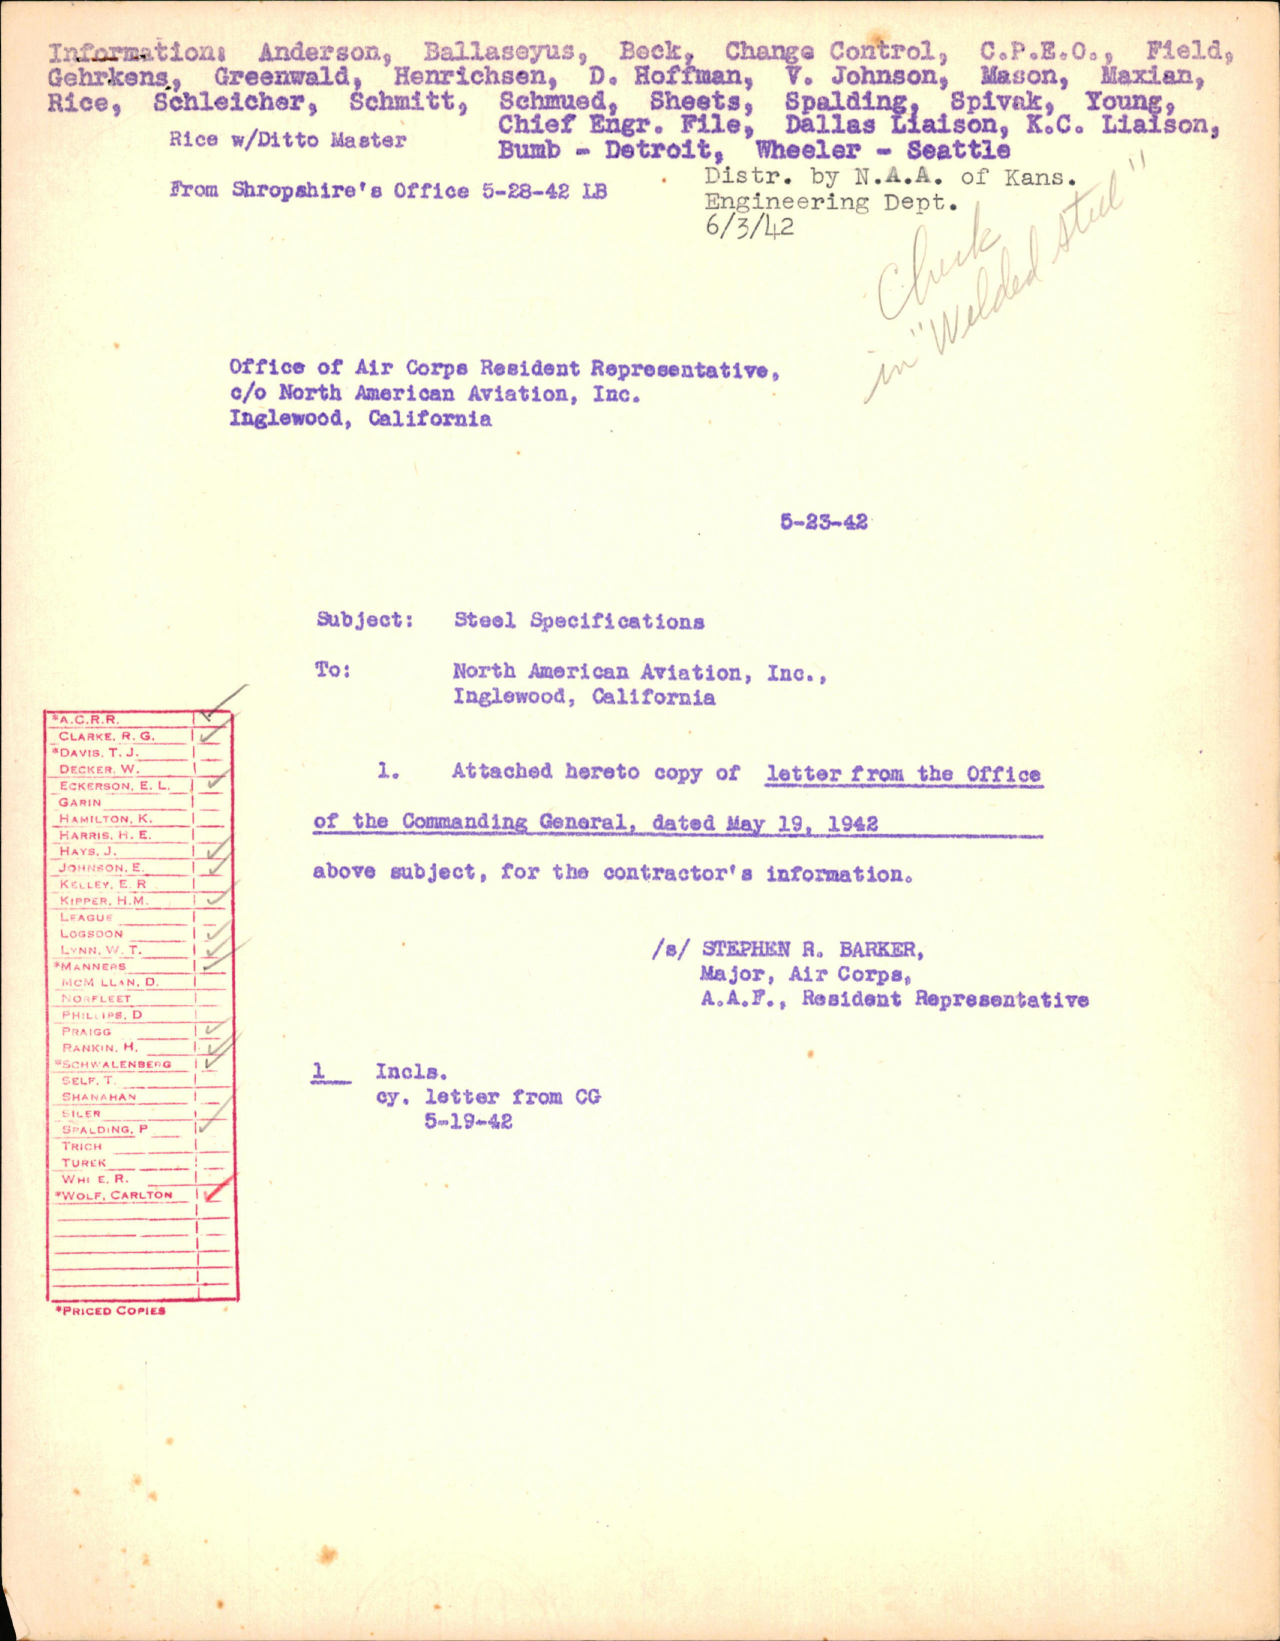 Information: Anderson, Ballaseyus, Beck, Change Control, C.P.E.O., Field,
Gehrkens, Greenwald, Henrichsen, D. Hoffman, V. Johnson, Mason, Maxian,
Rice, Schleicher, Schmitt, Schmued, Sheets, Spalding, Spivak, Young,
Chief Engr. File, Dallas Liaison, K.C. Liaison,
Rice w/Ditto Master
Bumb - Detroit, Wheeler - Seattle
From Shropshire's Office 5-28-42 LB
Distr. by N.A.A. of Kans.
Engineering Dept.
6/3/42
Check
in "Welded Steel"
Office of Air Corps Resident Representative,
c/o North American Aviation, Inc.
Inglewood, California
5-23-42
Subject: Steel Specifications
To: North American Aviation, Inc.,
Inglewood, California
1. Attached hereto copy of letter from the Office
of the Commanding General, dated May 19, 1942
above subject, for the contractor's information.
/s/ STEPHEN R. BARKER,
Major, Air Corps,
A.A.F., Resident Representative
1 Incls.
cy. letter from CG
5-19-42
*A.C.R.R.
CLARKE, R. G.
*DAVIS, T. J.
DECKER, W.
ECKERSON, E. L.
GARIN
HAMILTON, K.
HARRIS, H. E.
HAYS, J.
JOHNSON, E.
KELLEY, E. R
KIPPER, H.M.
LEAGUE
LOGSDON
LYNN, W. T.
*MANNERS
MCM LLAN, D.
NORFLEET
PHILLIPS, D
PRAIGG
RANKIN, H.
*SCHWALENBERG
SELF, T.
SHANAHAN
SILER
SPALDING, P
TRICH
TUREK
WHI E, R.
*WOLF, CARLTON
*PRICED COPIES